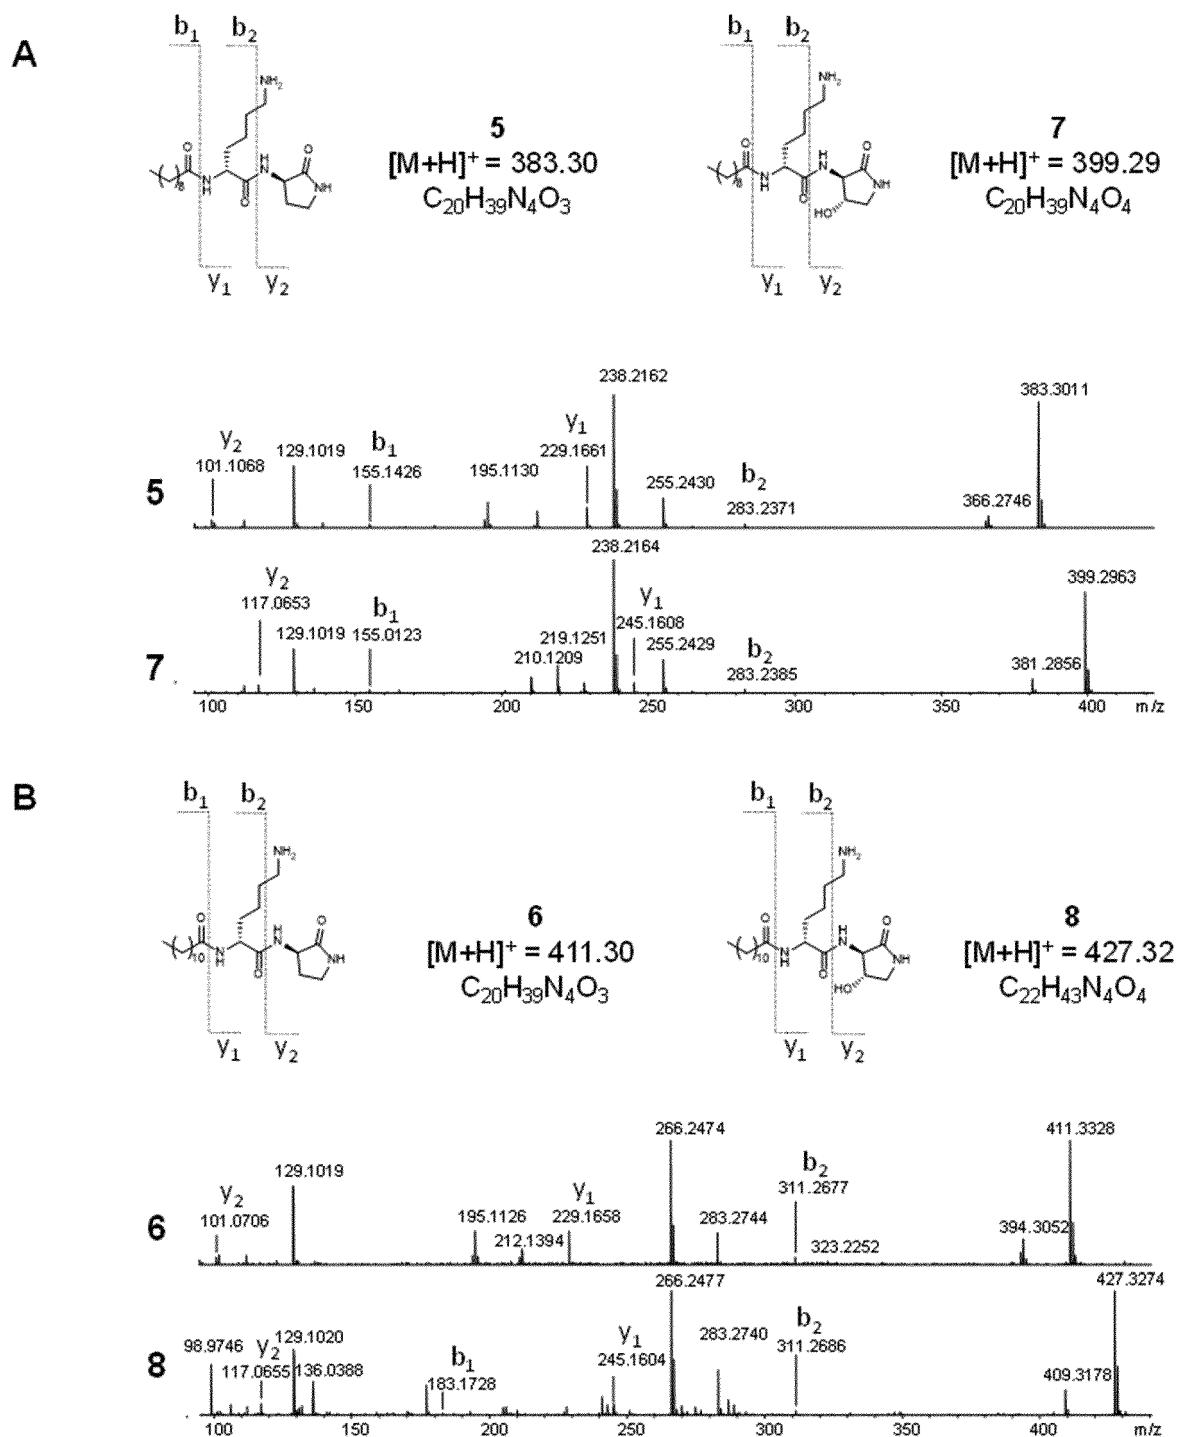 A
b1 b2
b1 b2
NH2
NH2
O
H
N
O
O
H
N
O
5
[M+H]+ = 383.30
C20H39N4O3
7
[M+H]+ = 399.29
C20H39N4O4
8
N
H
O
NH
8
N
H
O
HO
NH
y1 y2
y1 y2
238.2162
383.3011
y2
101.1068
129.1019
b1
155.1426
195.1130
y1
229.1661
255.2430
b2
283.2371
366.2746
5
238.2164
399.2963
y2
117.0653
129.1019
b1
155.0123
210.1209
219.1251
y1
245.1608
255.2429
b2
283.2385
381.2856
7
100 150 200 250 300 350 400 m/z
B
b1 b2
b1 b2
NH2
NH2
O
H
N
O
O
H
N
O
6
[M+H]+ = 411.30
C20H39N4O3
8
[M+H]+ = 427.32
C22H43N4O4
10
N
H
O
NH
10
N
H
O
HO
NH
y1 y2
y1 y2
266.2474
411.3328
y2
101.0706
129.1019
195.1126
212.1394
y1
229.1658
283.2744
b2
311.2677
323.2252
394.3052
6
266.2477
427.3274
98.9746
y2
117.0655
129.1020
136.0388
b1
183.1728
y1
245.1604
283.2740
b2
311.2686
409.3178
8
100 150 200 250 300 350 400 m/z